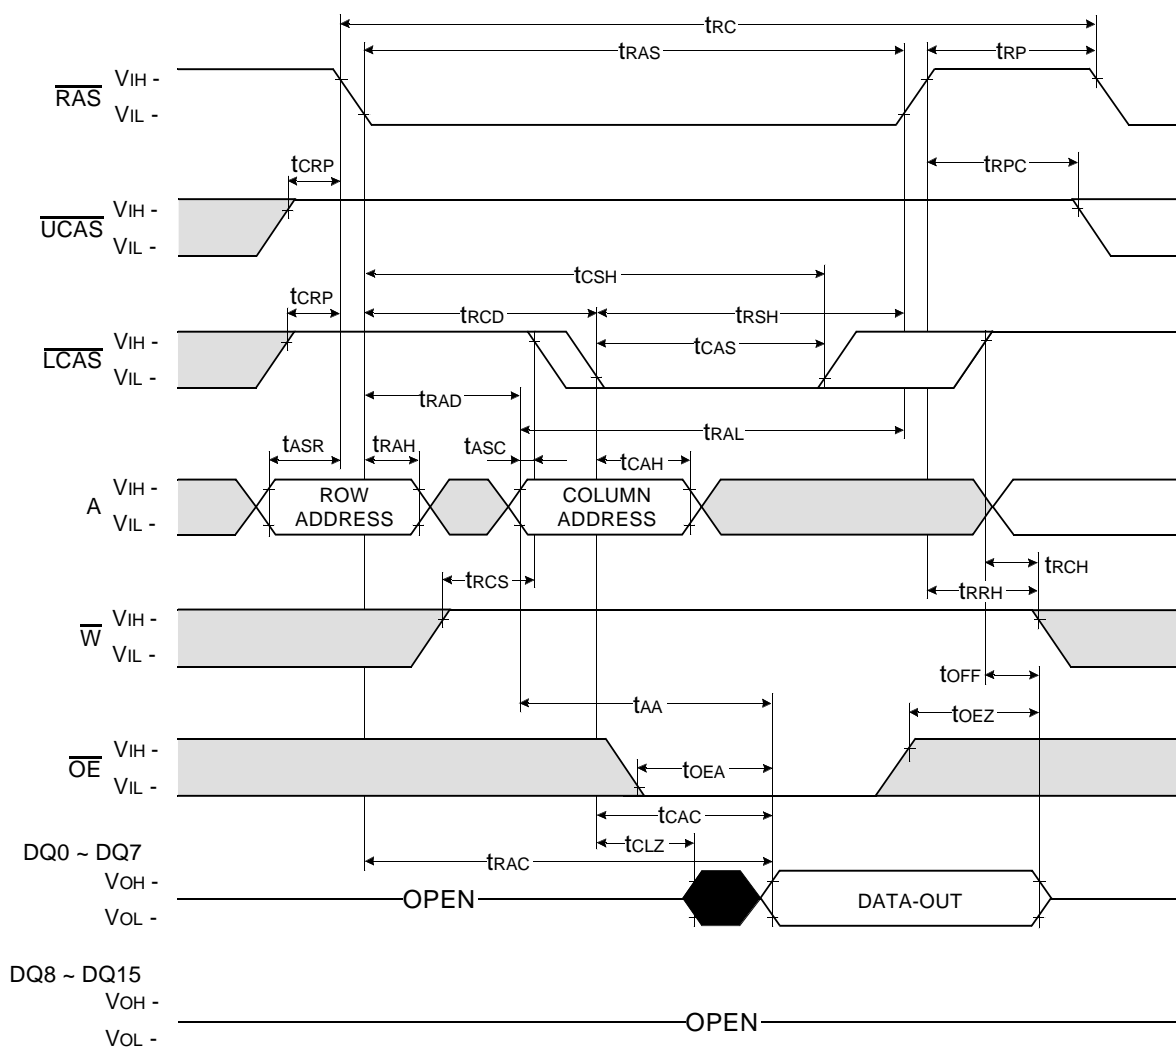 tRC
tRAS
tRP
RAS
VIH -
VIL -
tCRP
tRPC
UCAS
VIH -
VIL -
tCSH
tCRP
tRCD
tRSH
LCAS
VIH -
VIL -
tCAS
tRAD
tRAL
tASR
tRAH
tASC
tCAH
A
VIH -
VIL -
ROW
ADDRESS
COLUMN
ADDRESS
tRCS
tRCH
tRRH
W
VIH -
VIL -
tOFF
tAA
tOEZ
OE
VIH -
VIL -
tOEA
tCAC
tCLZ
tRAC
DQ0 ~ DQ7
VOH -
VOL -
OPEN
DATA-OUT
DQ8 ~ DQ15
VOH -
VOL -
OPEN